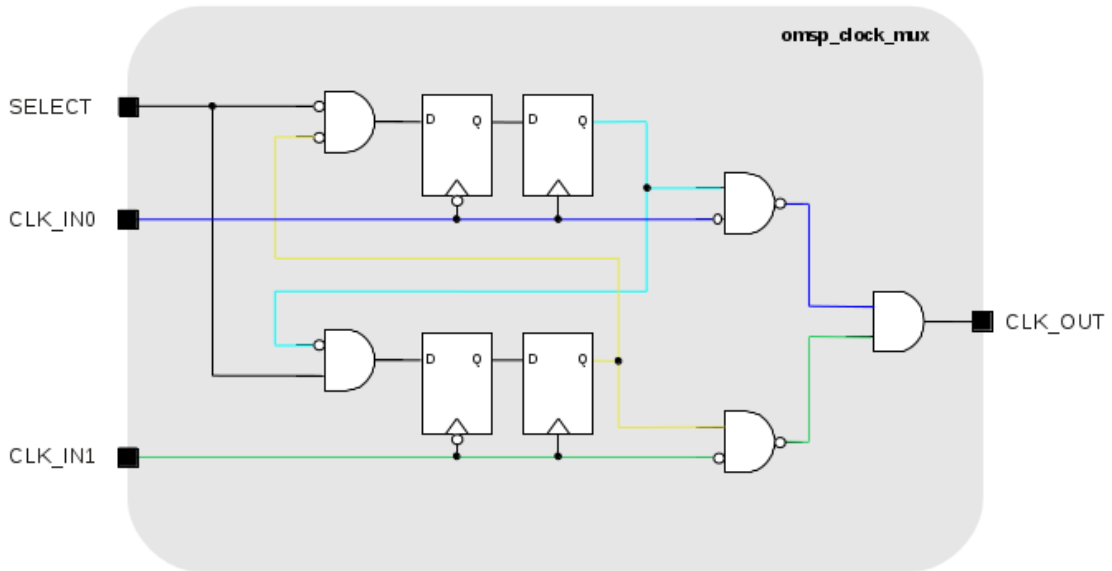 omsp_clock_mux
SELECT
D Q D Q
CLK_IN0
CLK_OUT
D Q D Q
CLK_IN1